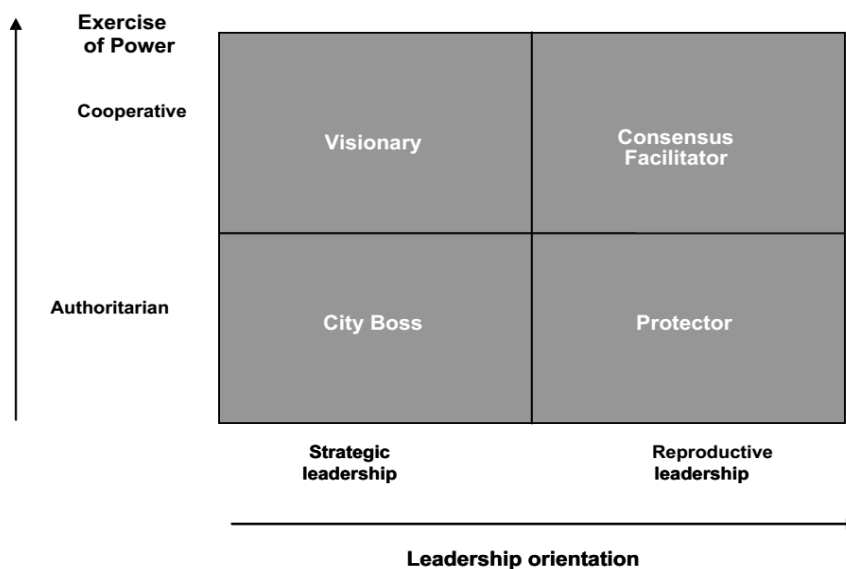 Exercise
of Power
Cooperative
Visionary
Consensus
Facilitator
Authoritarian
City Boss
Protector
Strategic
leadership
Reproductive
leadership
Leadership orientation